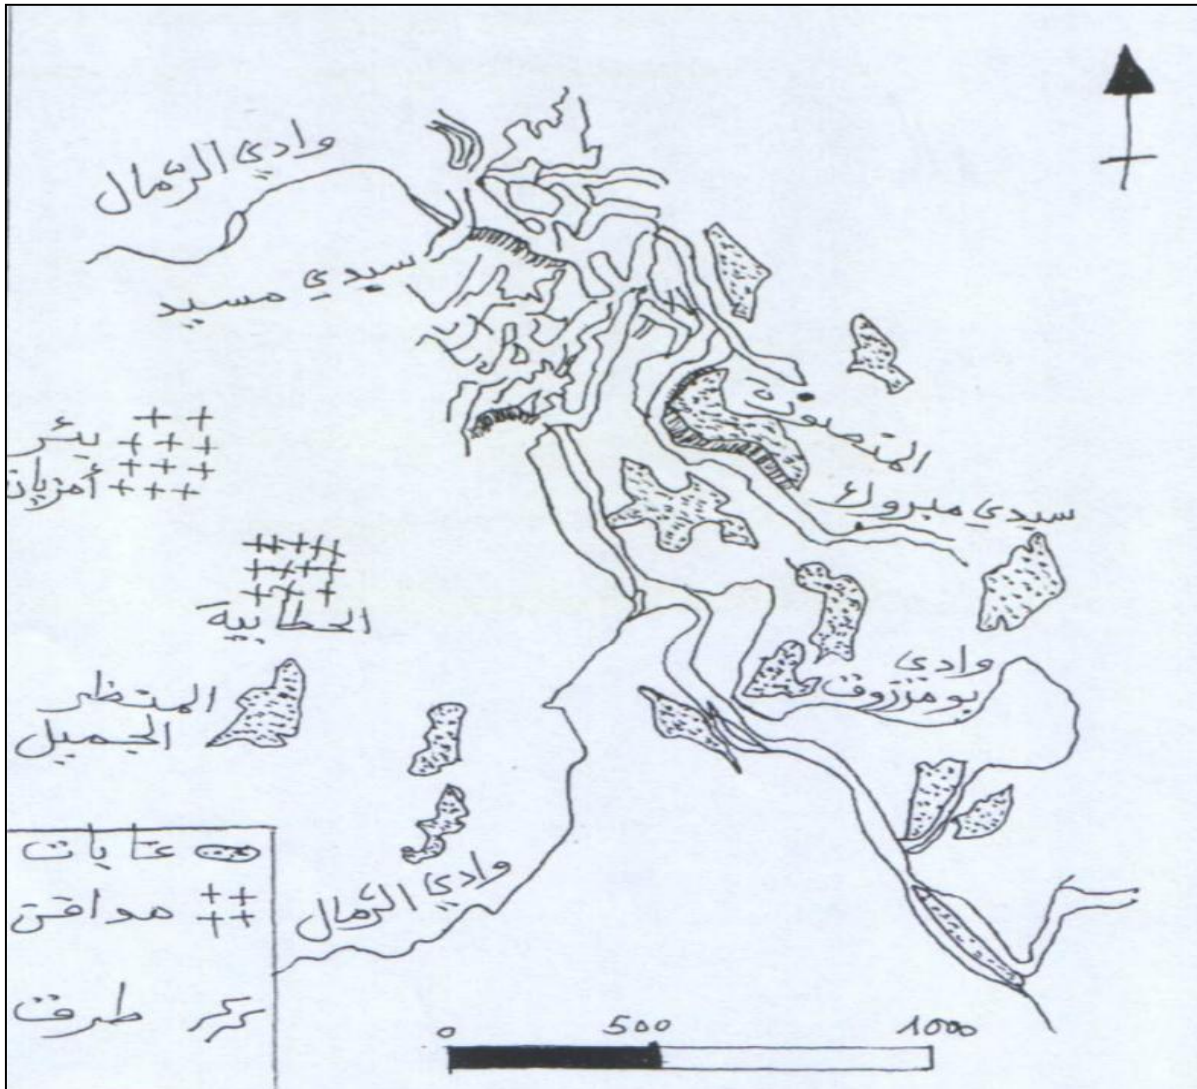 وادي الرمال
سيدي مسيد
المنصورة
بئر
أمزيان
سيدي مبروك
الحطابية
وادي
بومرزوق
المنظر
الجميل
غابات
مواقع
وادي الرمال
طرق
0 500 1000